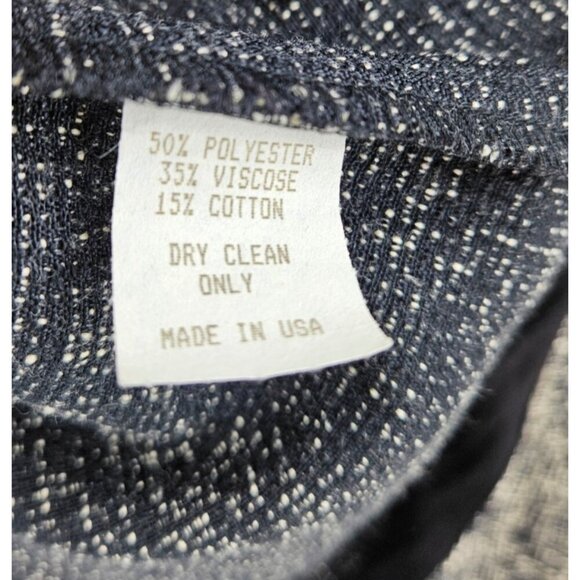 50% POLYESTER
35% VISCOSE
15% COTTON
DRY CLEAN
ONLY
MADE IN USA